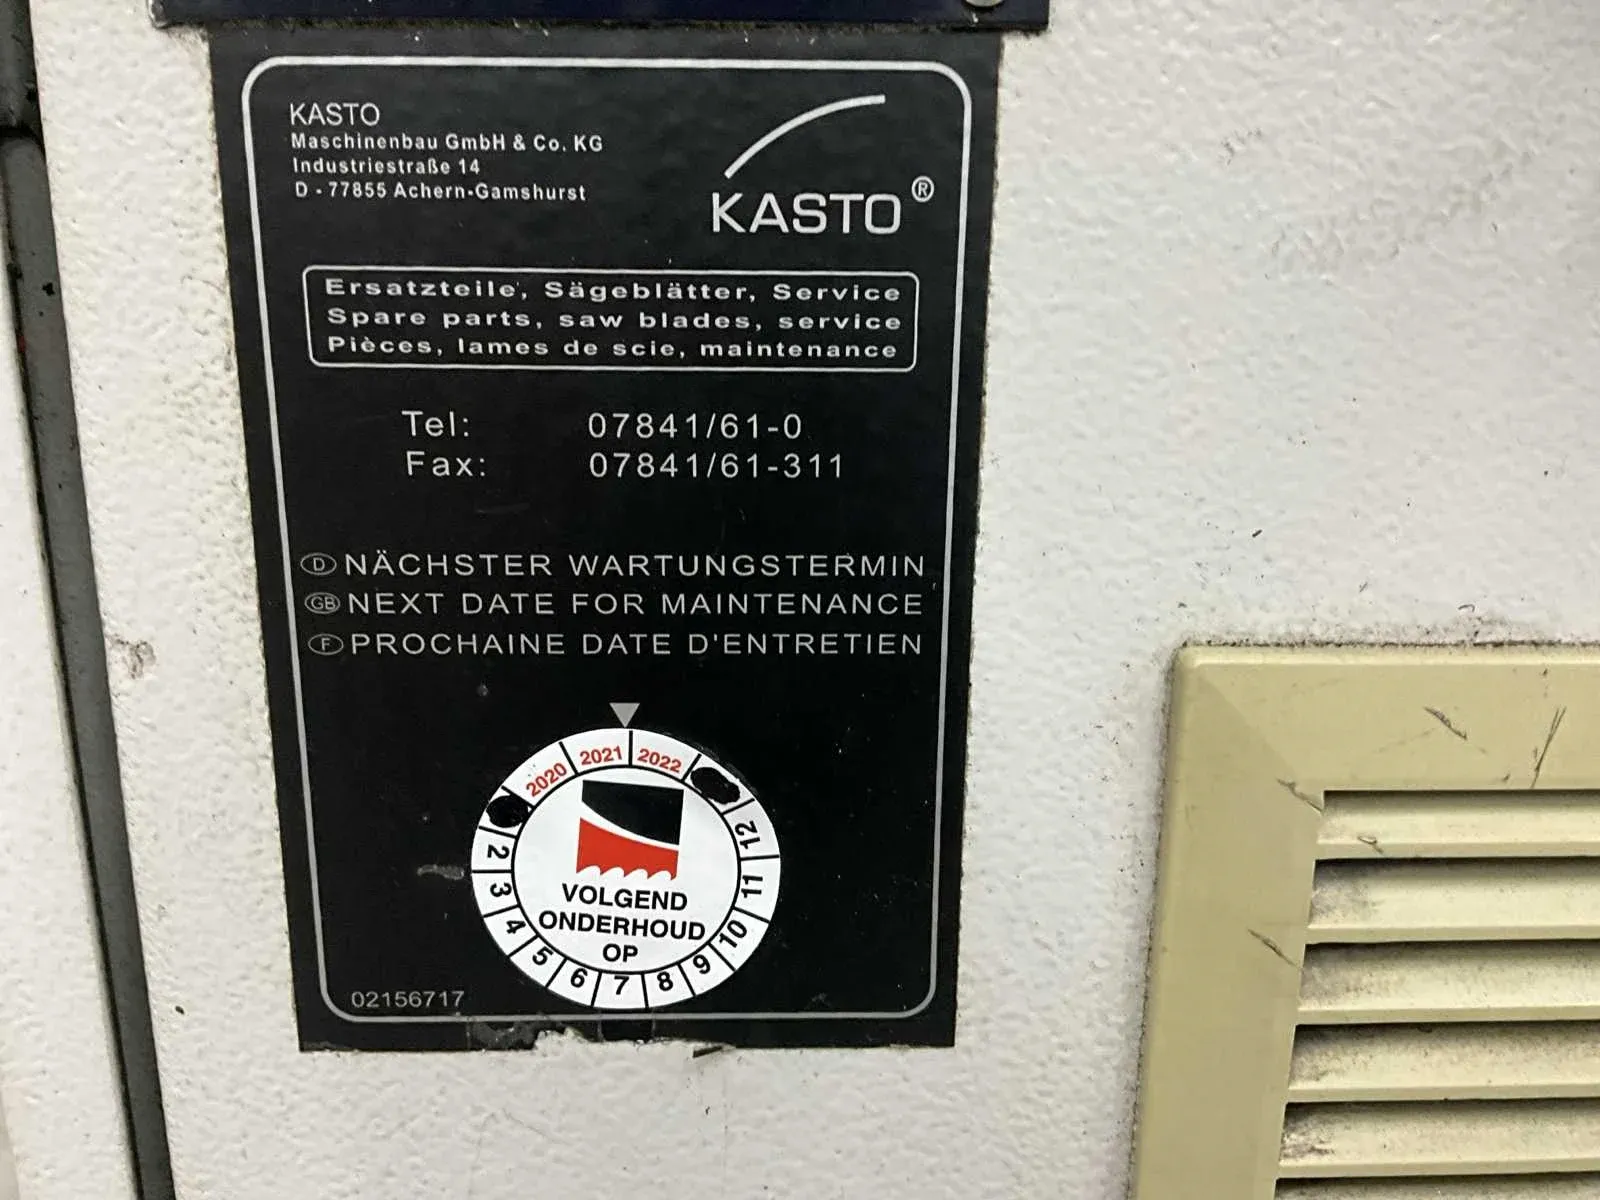 KASTO
Maschinenbau GmbH & Co. KG
Industriestraße 14
D - 77855 Achern-Gamshurst
KASTO®
Ersatzteile, Sägeblätter, Service
Spare parts, saw blades, service
Pièces, lames de scie, maintenance
Tel: 07841/61-0
Fax: 07841/61-311
D NÄCHSTER WARTUNGSTERMIN
GB NEXT DATE FOR MAINTENANCE
F PROCHAINE DATE D'ENTRETIEN
2020 2021 2022
12 11 10 9 8 7 6 5 4 3 2
VOLGEND
ONDERHOUD
OP
02156717